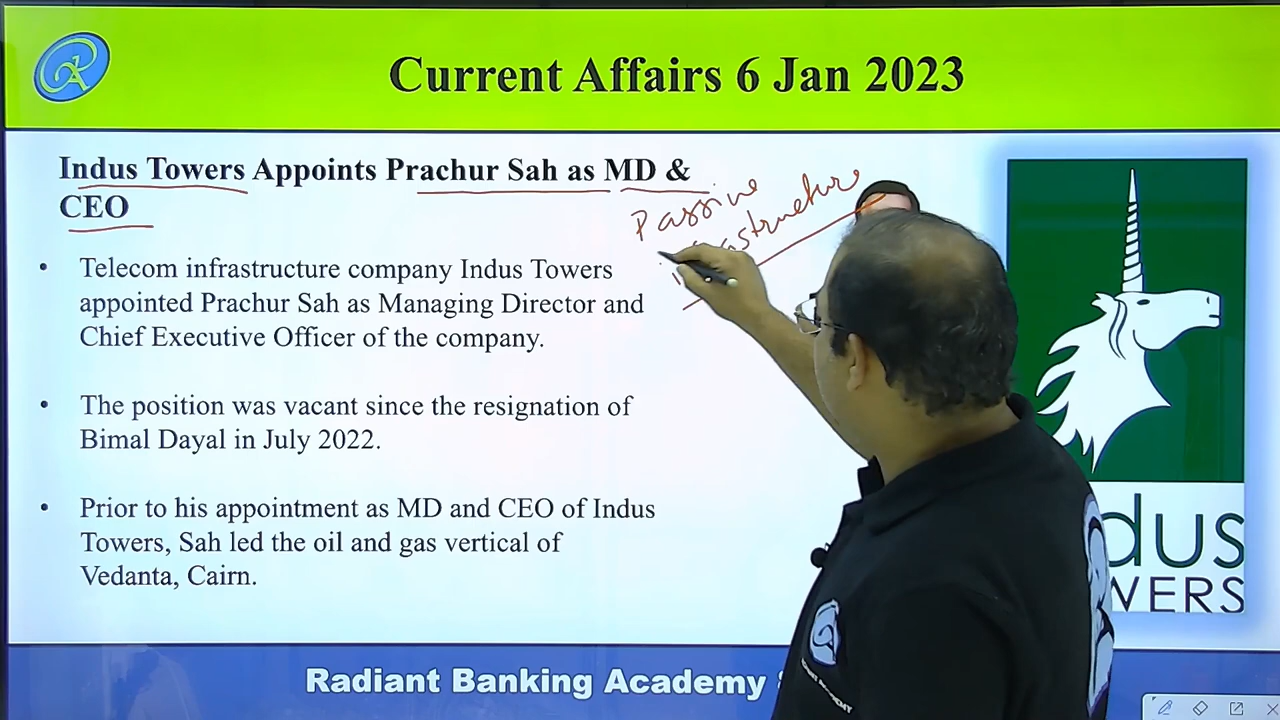 Current Affairs 6 Jan 2023
Indus Towers Appoints Prachur Sah as MD &
CEO
Passive
• Telecom infrastructure company Indus Towers
appointed Prachur Sah as Managing Director and
Chief Executive Officer of the company.
• The position was vacant since the resignation of
Bimal Dayal in July 2022.
• Prior to his appointment as MD and CEO of Indus
Towers, Sah led the oil and gas vertical of
Vedanta, Cairn.
dus
WERS
Radiant Banking Academy